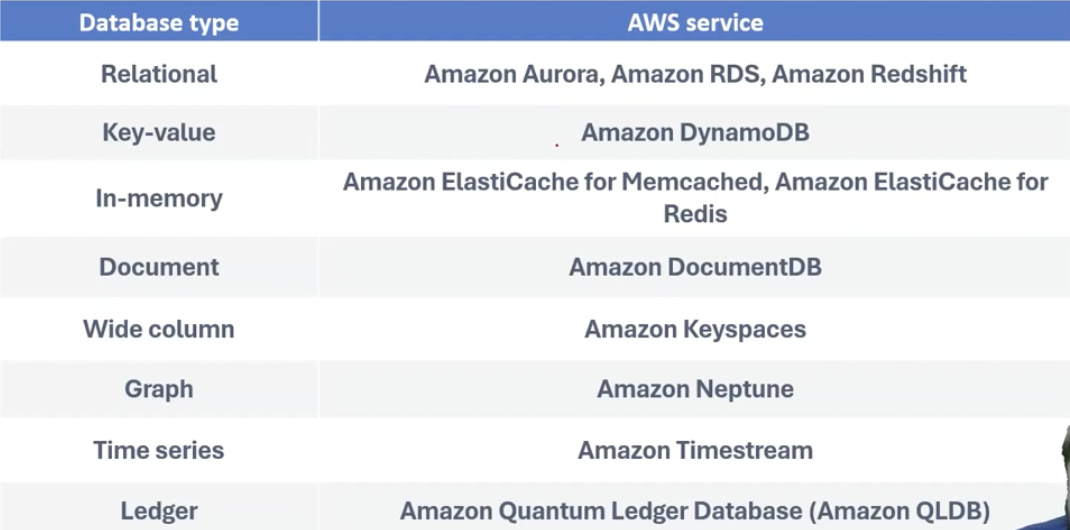 Database type AWS service
Relational Amazon Aurora, Amazon RDS, Amazon Redshift
Key-value Amazon DynamoDB
In-memory Amazon ElastiCache for Memcached, Amazon ElastiCache for
Redis
Document Amazon DocumentDB
Wide column Amazon Keyspaces
Graph Amazon Neptune
Time series Amazon Timestream
Ledger Amazon Quantum Ledger Database (Amazon QLDB)